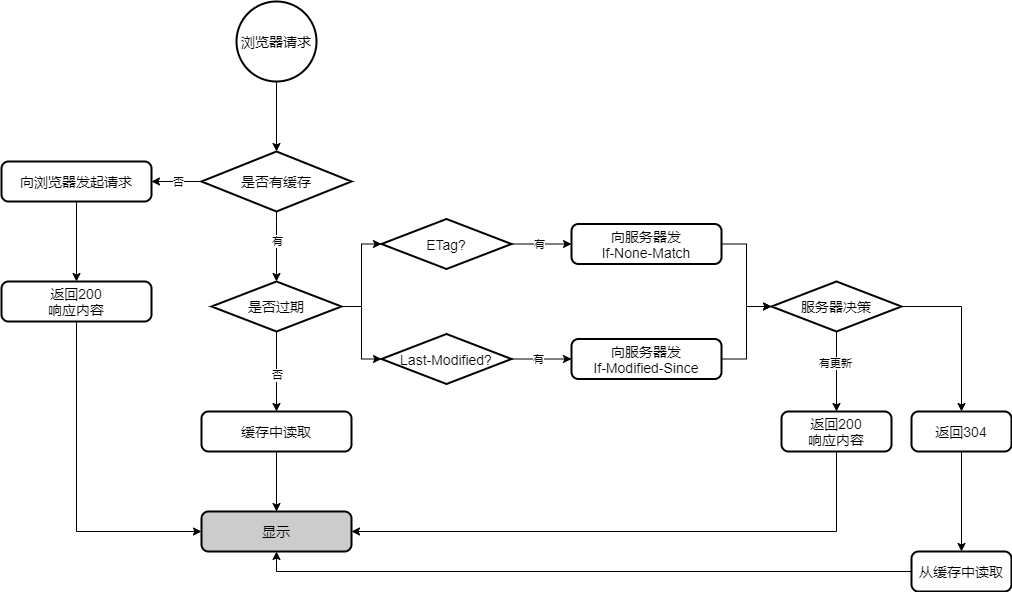 浏览器请求
向浏览器发起请求
否
是否有缓存
有
ETag?
有
向服务器发
If-None-Match
返回200
响应内容
是否过期
服务器决策
Last-Modified?
有
向服务器发
If-Modified-Since
否
有更新
缓存中读取
返回200
响应内容
返回304
显示
从缓存中读取